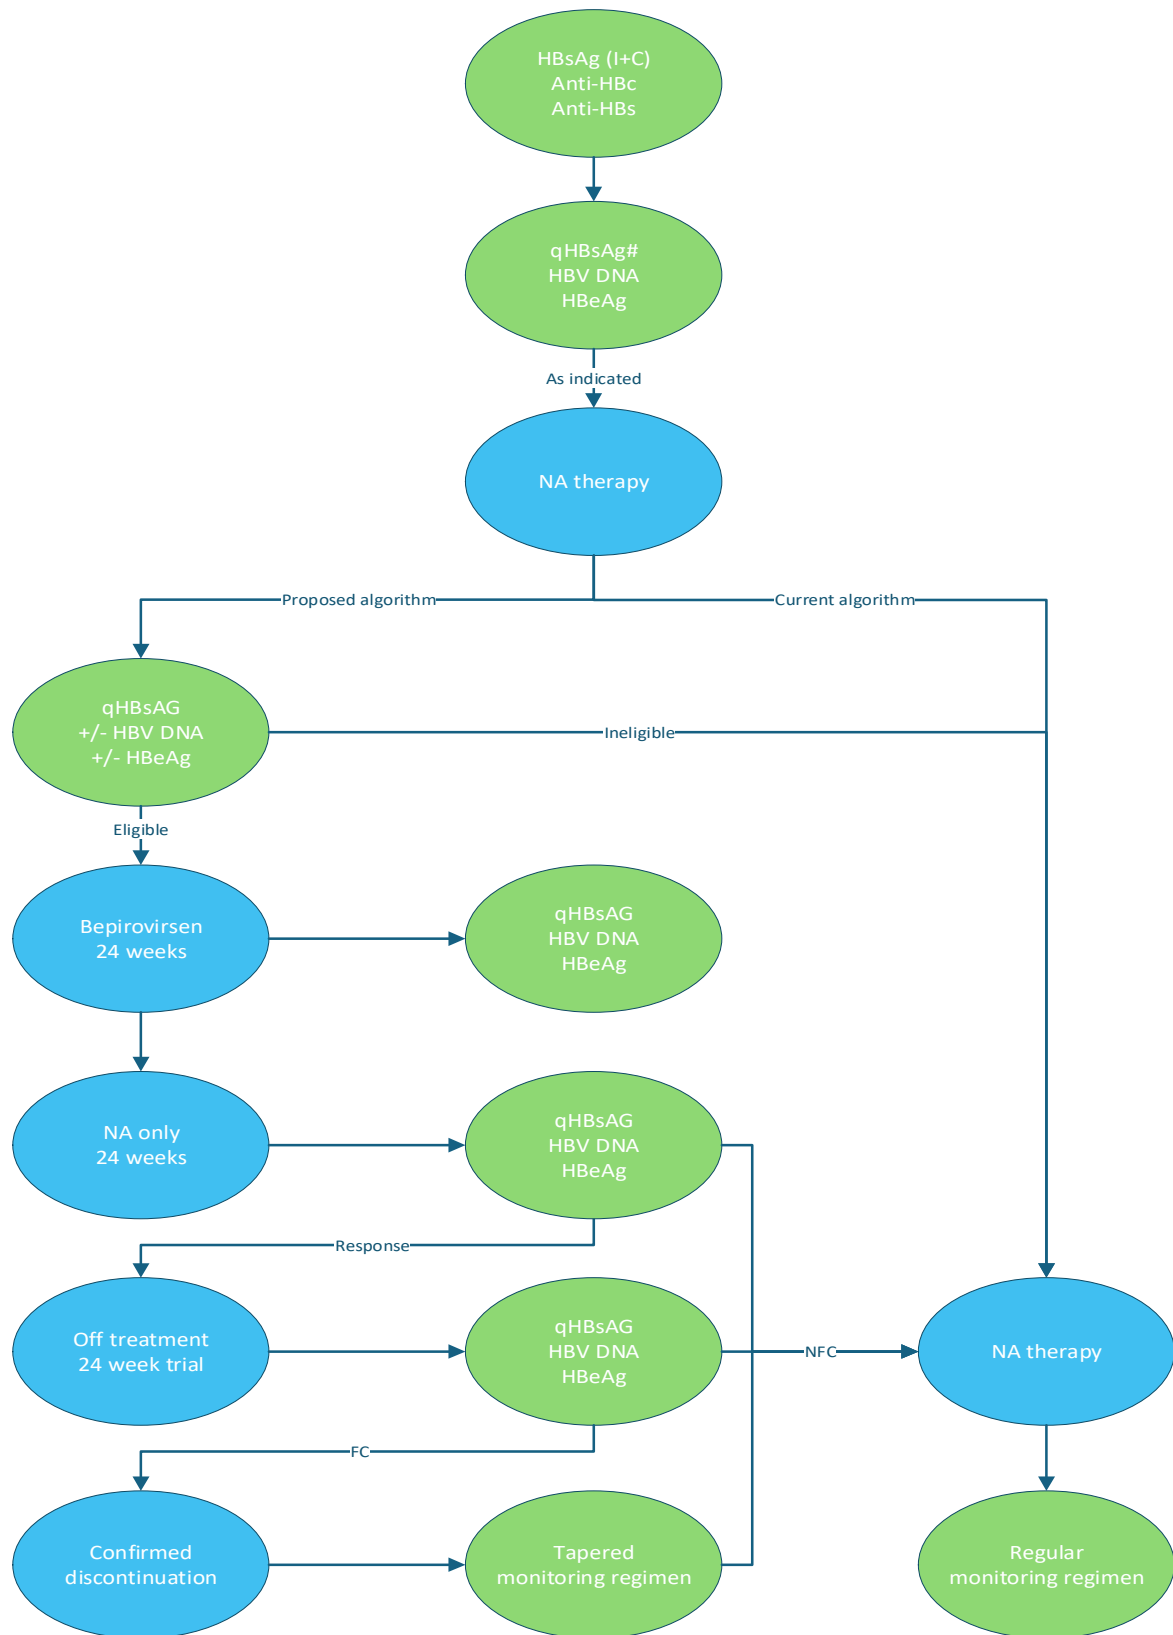 HBsAg (I+C)
Anti-HBc
Anti-HBs
qHBsAg#
HBV DNA
HBeAg
As indicated
NA therapy
Proposed algorithm
Current algorithm
qHBsAG
+/- HBV DNA
+/- HBeAg
Ineligible
Eligible
Bepirovirsen
24 weeks
qHBsAG
HBV DNA
HBeAg
NA only
24 weeks
qHBsAG
HBV DNA
HBeAg
Response
Off treatment
24 week trial
qHBsAG
HBV DNA
HBeAg
NFC
NA therapy
FC
Confirmed
discontinuation
Tapered
monitoring regimen
Regular
monitoring regimen